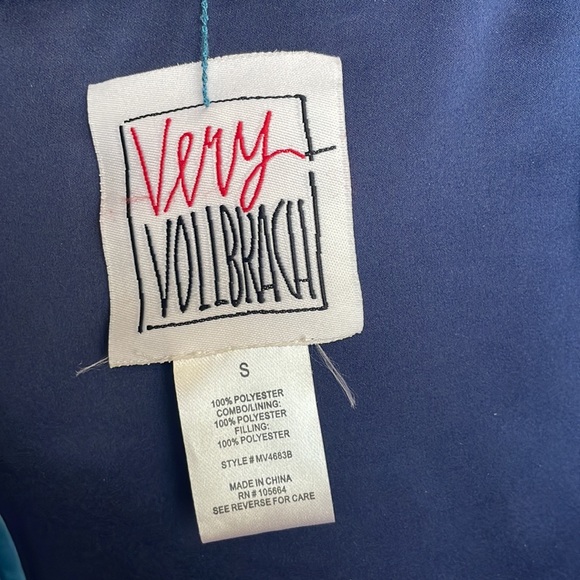 Very
VOLLBRACH
S
100% POLYESTER
COMBO/LINING:
100% POLYESTER
FILLING:
100% POLYESTER
STYLE # MV4683B
MADE IN CHINA
RN # 105664
SEE REVERSE FOR CARE